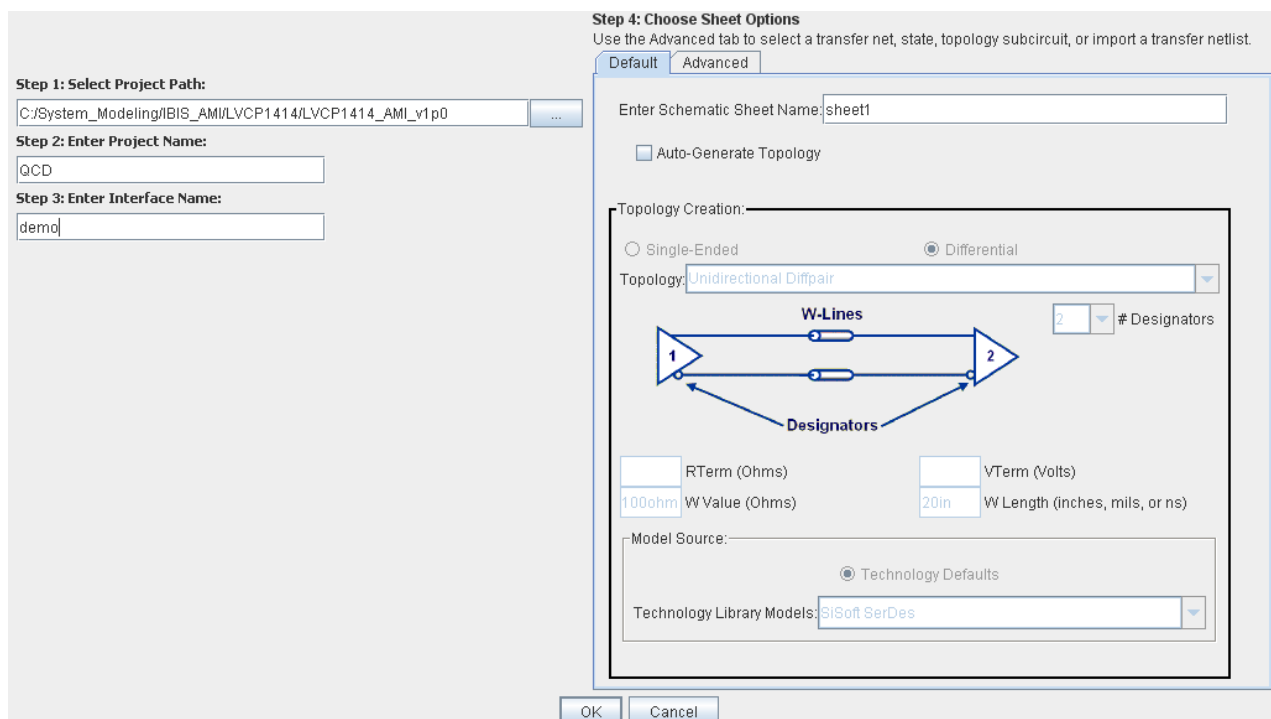 Step 1: Select Project Path:
C:/System_Modeling/IBIS_AMI/LVCP1414/LVCP1414_AMI_v1p0
...
Step 2: Enter Project Name:
QCD
Step 3: Enter Interface Name:
demo
Step 4: Choose Sheet Options
Use the Advanced tab to select a transfer net, state, topology subcircuit, or import a transfer netlist.
Default Advanced
Enter Schematic Sheet Name: sheet1
Auto-Generate Topology
Topology Creation:
Single-Ended Differential
Topology: Unidirectional Diffpair
W-Lines
2 # Designators
1 2
Designators
RTerm (Ohms) VTerm (Volts)
100ohm W Value (Ohms) 20in W Length (inches, mils, or ns)
Model Source:
Technology Defaults
Technology Library Models: SiSoft SerDes
OK Cancel